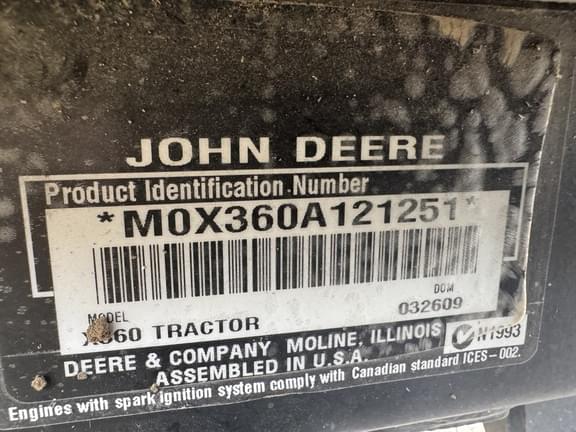 JOHN DEERE
Product Identification Number
*M0X360A121251*
MODEL DOM
X360 TRACTOR 032609
DEERE & COMPANY MOLINE, ILLINOIS N1993
ASSEMBLED IN U.S.A.
Engines with spark ignition system comply with Canadian standard ICES-002.